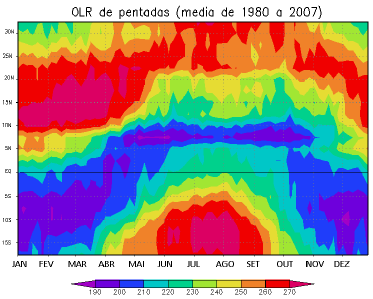 OLR de pentadas (media de 1980 a 2007)
30N
25N
20N
15N
10N
5N
EQ
5S
10S
15S
JAN FEV MAR ABR MAI JUN JUL AGO SET OUT NOV DEZ
190 200 210 220 230 240 250 260 270